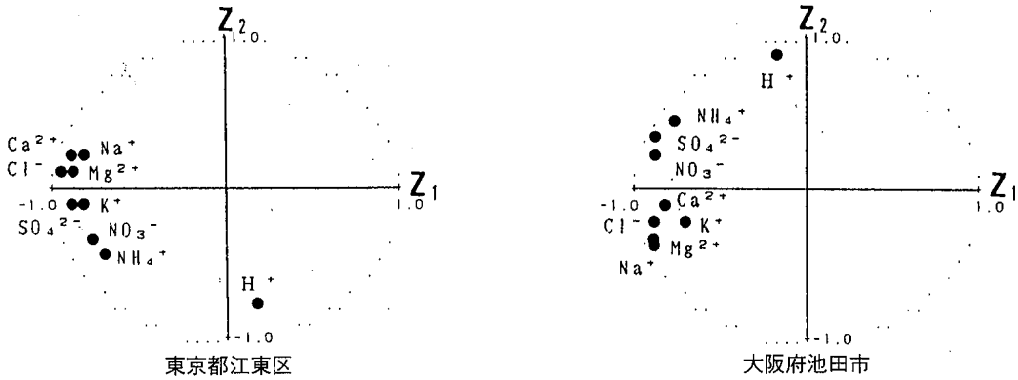 Z₂
1.0
Ca²⁺ Na⁺
Cl⁻ Mg²⁺
Z₁
-1.0 1.0
K⁺
SO₄²⁻ NO₃⁻
NH₄⁺
H⁺
-1.0
東京都江東区
Z₂
1.0
H⁺
NH₄⁺
SO₄²⁻
NO₃⁻
Z₁
-1.0 1.0
Ca²⁺
Cl⁻ K⁺
Mg²⁺
Na⁺
-1.0
大阪府池田市